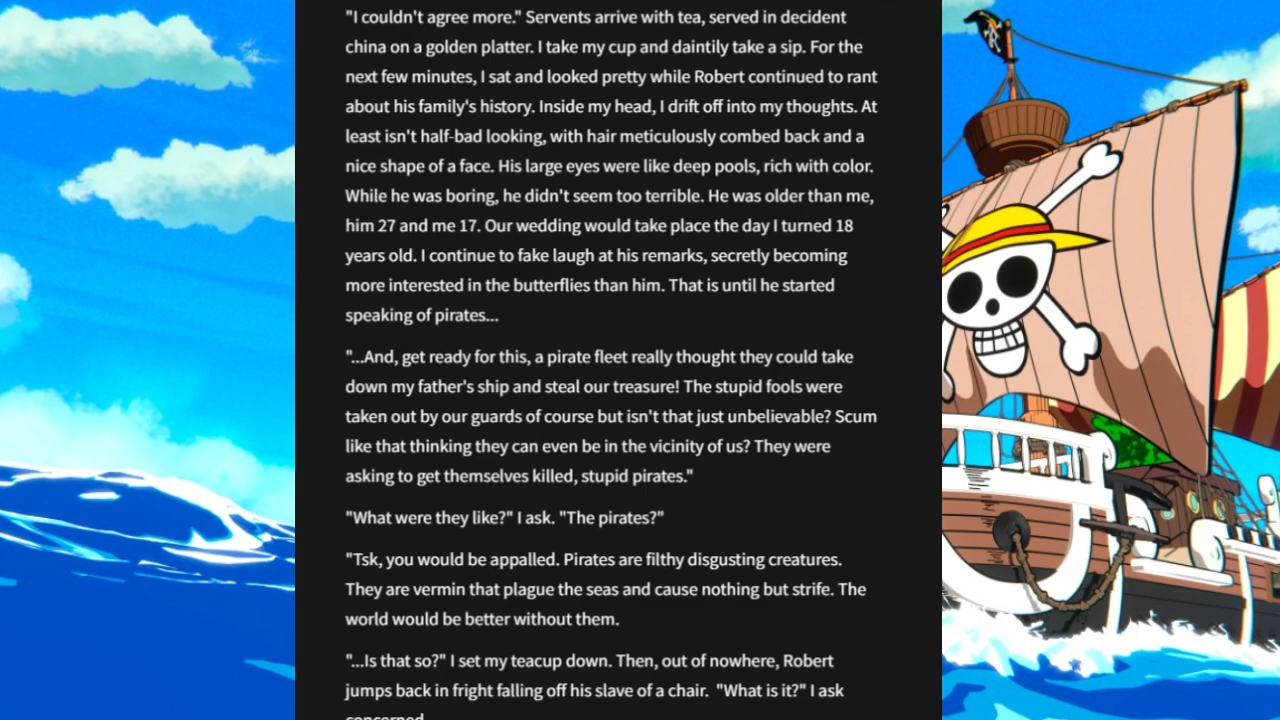 "I couldn't agree more." Servents arrive with tea, served in decident
china on a golden platter. I take my cup and daintily take a sip. For the
next few minutes, I sat and looked pretty while Robert continued to rant
about his family's history. Inside my head, I drift off into my thoughts. At
least isn't half-bad looking, with hair meticulously combed back and a
nice shape of a face. His large eyes were like deep pools, rich with color.
While he was boring, he didn't seem too terrible. He was older than me,
him 27 and me 17. Our wedding would take place the day I turned 18
years old. I continue to fake laugh at his remarks, secretly becoming
more interested in the butterflies than him. That is until he started
speaking of pirates...
"...And, get ready for this, a pirate fleet really thought they could take
down my father's ship and steal our treasure! The stupid fools were
taken out by our guards of course but isn't that just unbelievable? Scum
like that thinking they can even be in the vicinity of us? They were
asking to get themselves killed, stupid pirates."
"What were they like?" I ask. "The pirates?"
"Tsk, you would be appalled. Pirates are filthy disgusting creatures.
They are vermin that plague the seas and cause nothing but strife. The
world would be better without them.
"...Is that so?" I set my teacup down. Then, out of nowhere, Robert
jumps back in fright falling off his slave of a chair.  "What is it?" I ask
concerned